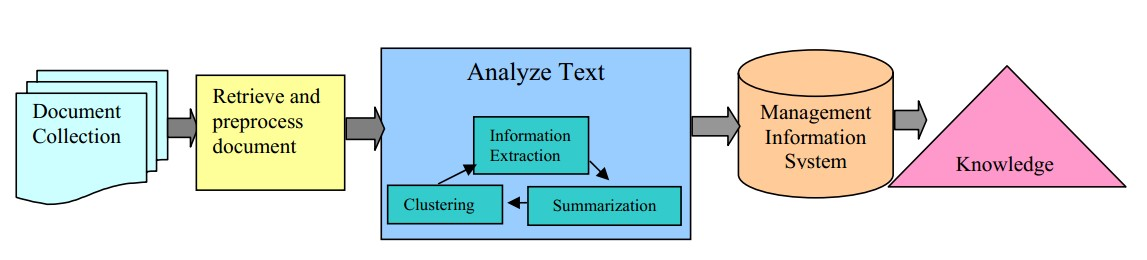 Document
Collection
Retrieve and
preprocess
document
Analyze Text
Information
Extraction
Clustering
Summarization
Management
Information
System
Knowledge